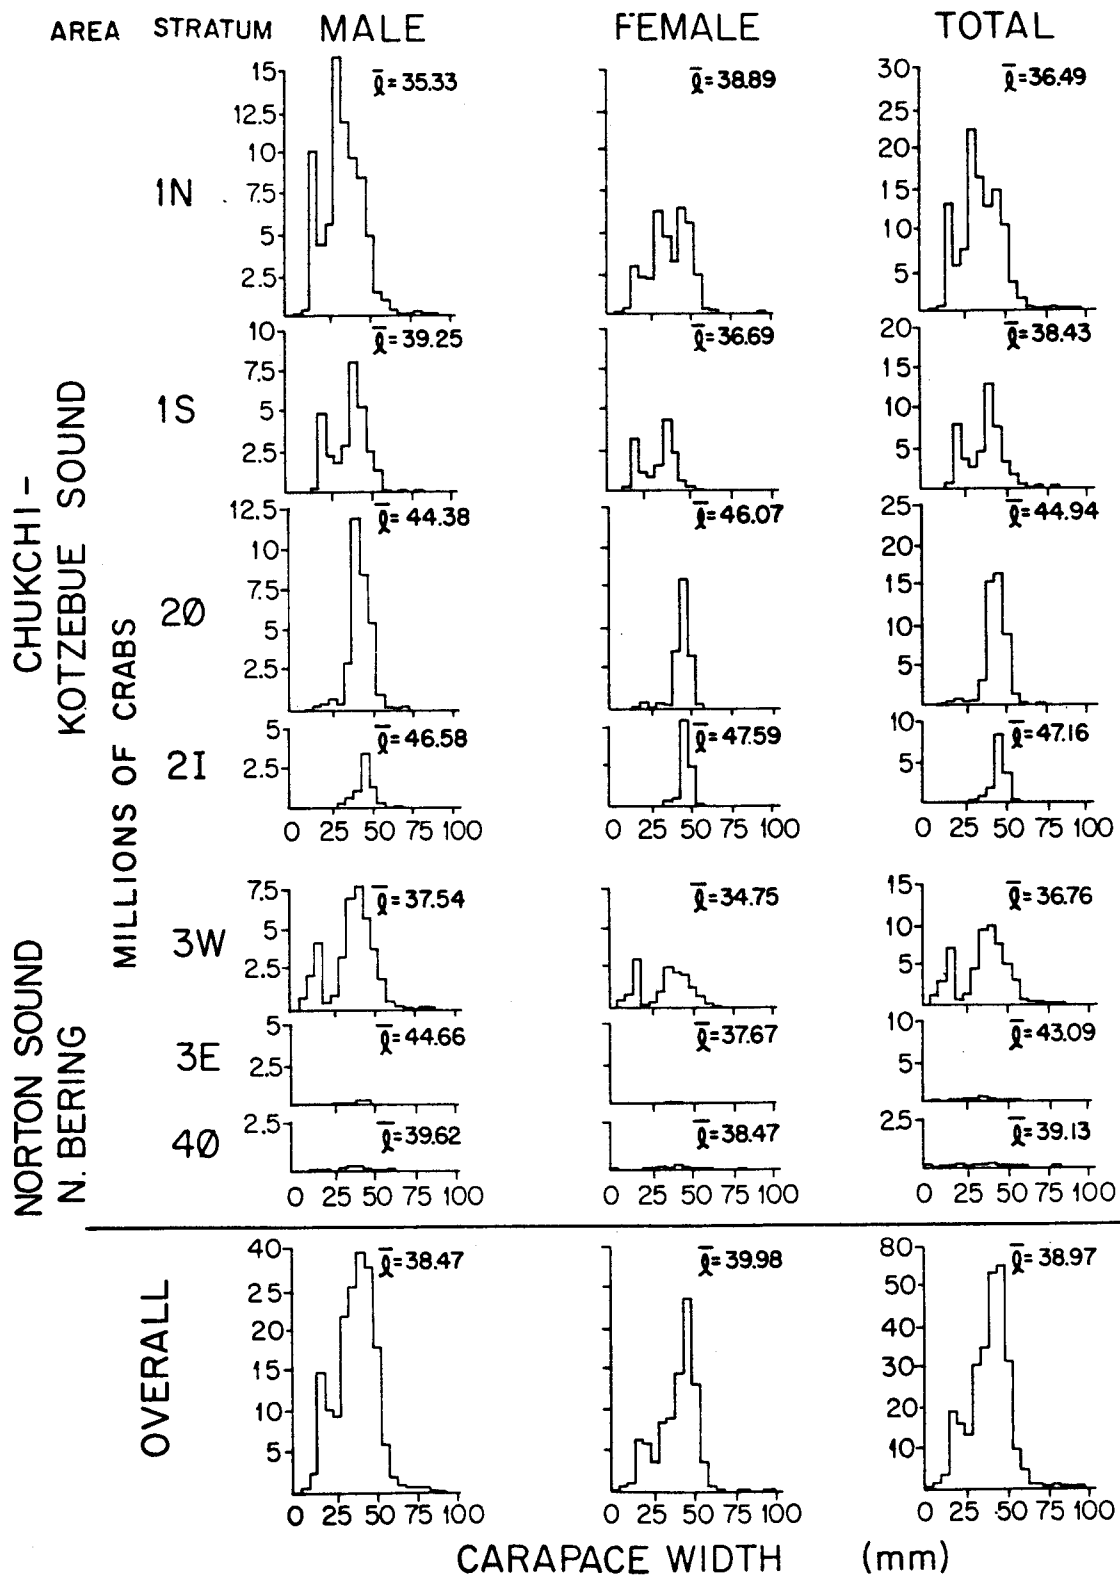 AREA STRATUM MALE FEMALE TOTAL
CHUKCHI –
KOTZEBUE SOUND
NORTON SOUND
N. BERING
MILLIONS OF CRABS
1N
15
12.5
10
7.5
5
2.5
l̄=35.33
l̄=38.89
30
25
20
15
10
5
l̄=36.49
1S
10
7.5
5
2.5
l̄=39.25
l̄=36.69
20
15
10
5
l̄=38.43
2Ø
12.5
10
7.5
5
2.5
l̄=44.38
l̄=46.07
25
20
15
10
5
l̄=44.94
2I
5
2.5
l̄=46.58
l̄=47.59
10
5
l̄=47.16
0 25 50 75 100
0 25 50 75 100
0 25 50 75 100
3W
7.5
5
2.5
l̄=37.54
l̄=34.75
15
10
5
l̄=36.76
3E
5
2.5
l̄=44.66
l̄=37.67
10
5
l̄=43.09
4Ø
2.5
l̄=39.62
l̄=38.47
2.5
l̄=39.13
0 25 50 75 100
0 25 50 75 100
0 25 50 75 100
OVERALL
40
25
20
15
10
5
l̄=38.47
l̄=39.98
80
50
40
30
20
10
l̄=38.97
0 25 50 75 100
0 25 50 75 100
0 25 50 75 100
CARAPACE WIDTH (mm)